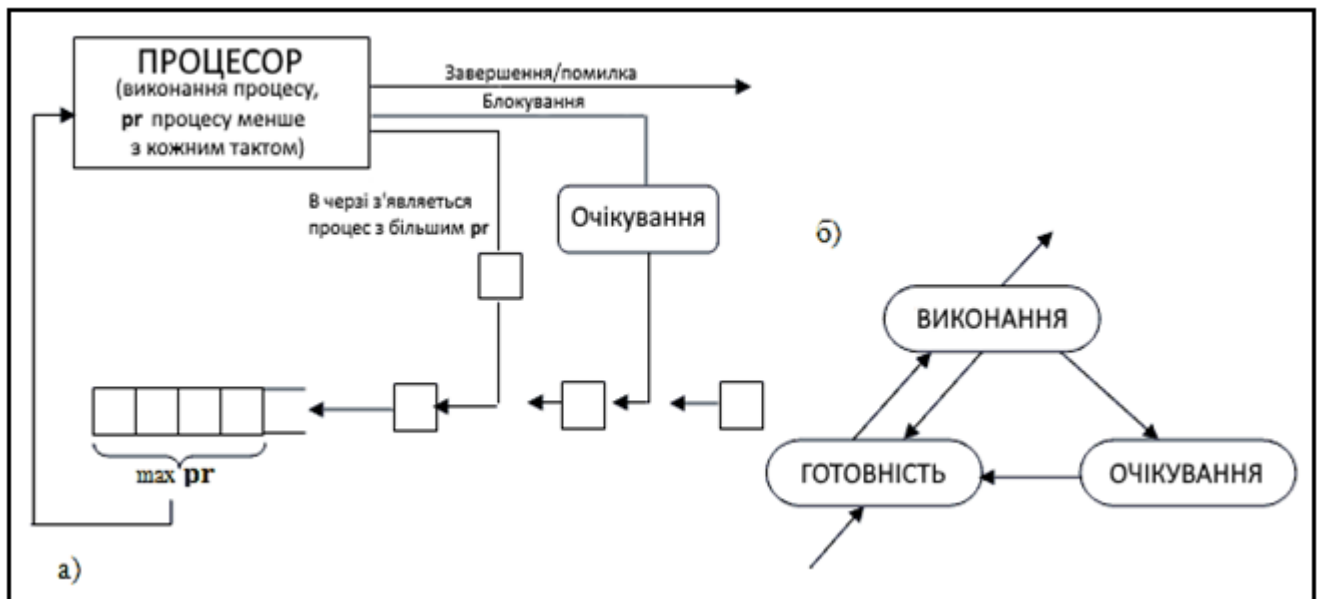 ПРОЦЕСОР
(виконання процесу,
pr процесу менше
з кожним тактом)
Завершення/помилка
Блокування
В черзі з'являеться
процес з більшим pr
Очікування
max pr
а)
б)
ВИКОНАННЯ
ГОТОВНІСТЬ
ОЧІКУВАННЯ